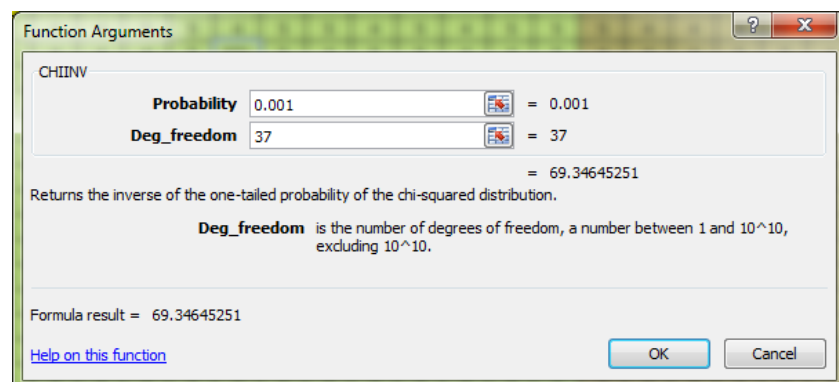 Function Arguments
CHIINV
Probability 0.001 = 0.001
Deg_freedom 37 = 37
= 69.34645251
Returns the inverse of the one-tailed probability of the chi-squared distribution.
Deg_freedom is the number of degrees of freedom, a number between 1 and 10^10,
excluding 10^10.
Formula result = 69.34645251
Help on this function
OK Cancel